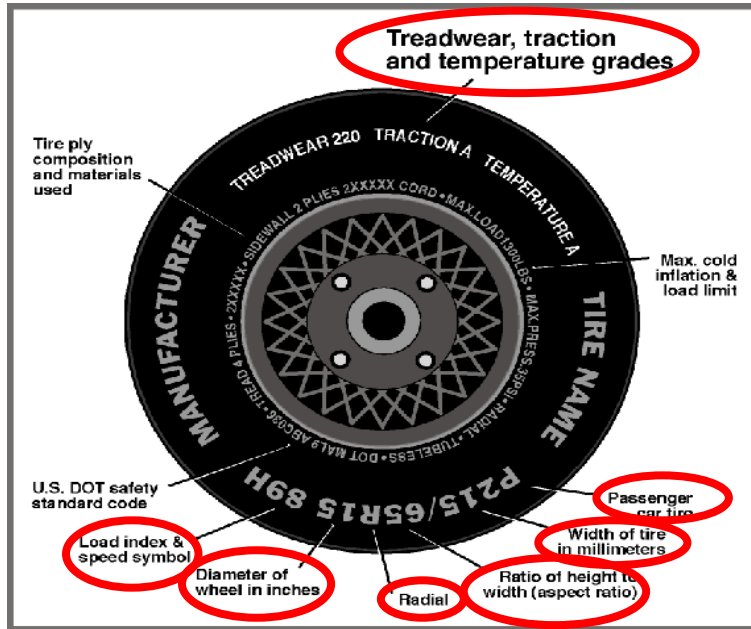 Treadwear, traction
and temperature grades
TREADWEAR 220 TRACTION A TEMPERATURE A
Tire ply
composition
and materials
used
SIDEWALL 2 PLIES 2XXXXX CORD • MAX.LOAD1300LBS • MAX.PRESS.35PSI • RADIAL • TUBELESS • DOT MAL9 ABC036 • TREAD 4 PLIES • 2XXXXX •
MANUFACTURER
TIRE NAME
Max. cold
inflation &
load limit
U.S. DOT safety
standard code
P215/65R15 89H
Passenger
car tire
Width of tire
in millimeters
Ratio of height to
width (aspect ratio)
Radial
Diameter of
wheel in inches
Load index &
speed symbol